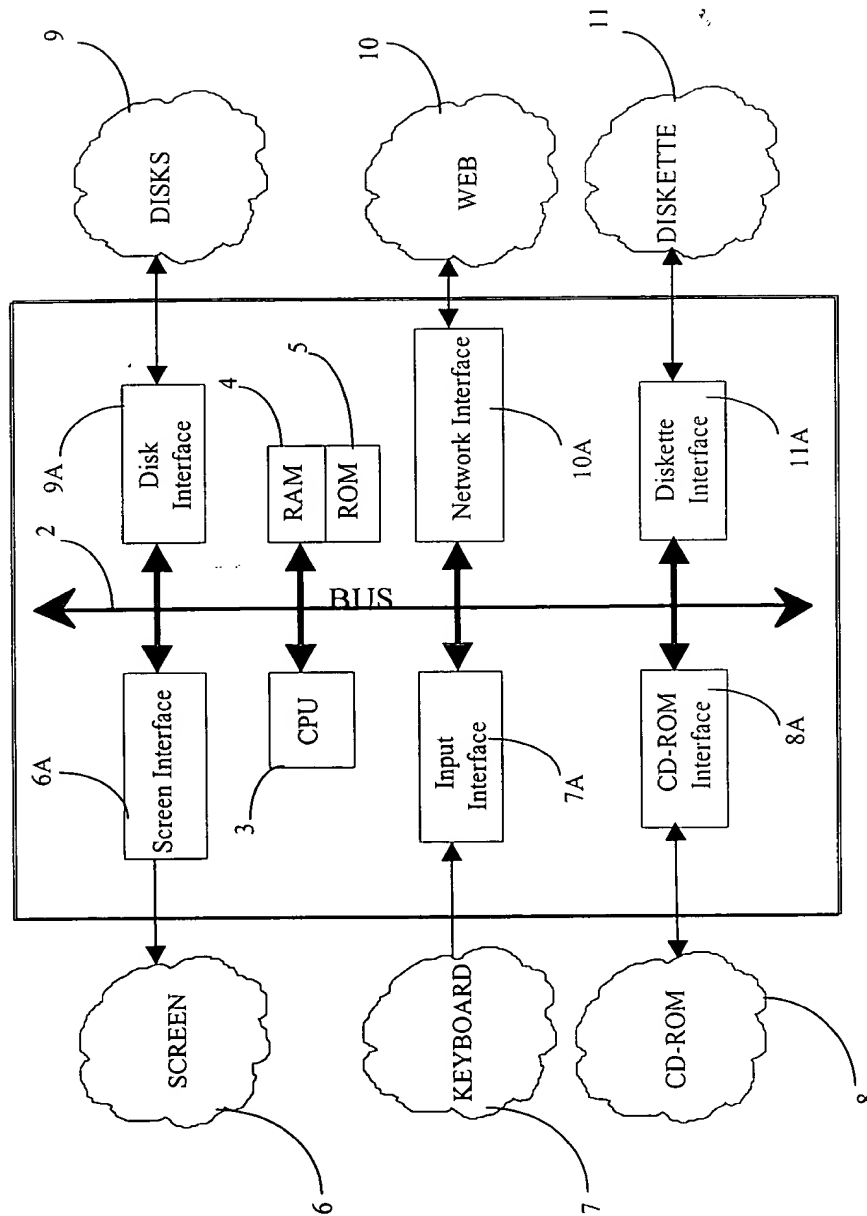 6
SCREEN
6A
Screen Interface
2
9A
Disk
Interface
DISKS
9
3
CPU
BUS
4
RAM
5
ROM
7
KEYBOARD
Input
Interface
7A
Network Interface
10A
WEB
10
8
CD-ROM
CD-ROM
Interface
8A
Diskette
Interface
11A
DISKETTE
11